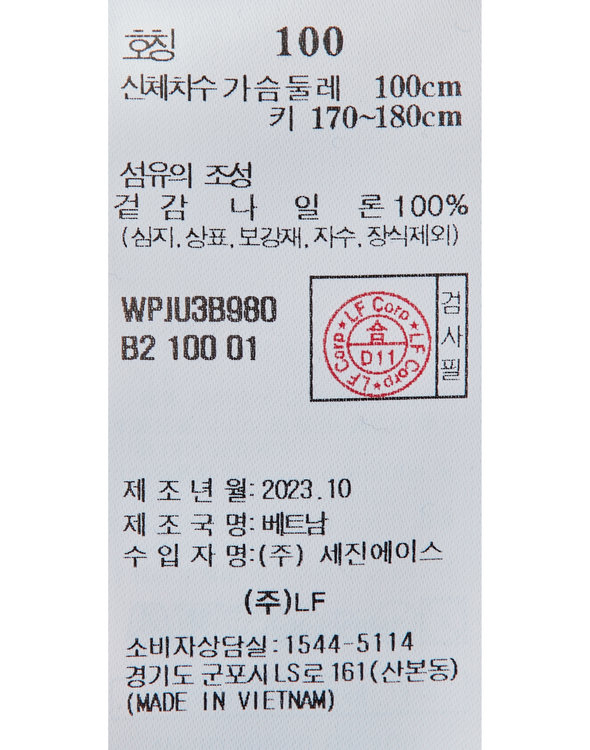 호칭 100
신체치수 가슴둘레 100cm
키 170~180cm
섬유의 조성
겉감 나일론 100%
(심지, 상표, 보강재, 자수, 장식제외)
WPJU3B980
B2 100 01
LF Corp ★ LF Corp ★ LF Corp ★
合
D11
검사필
제조년월: 2023.10
제조국명: 베트남
수입자명: (주) 세진에이스
(주)LF
소비자상담실: 1544-5114
경기도 군포시 LS로 161(산본동)
(MADE IN VIETNAM)